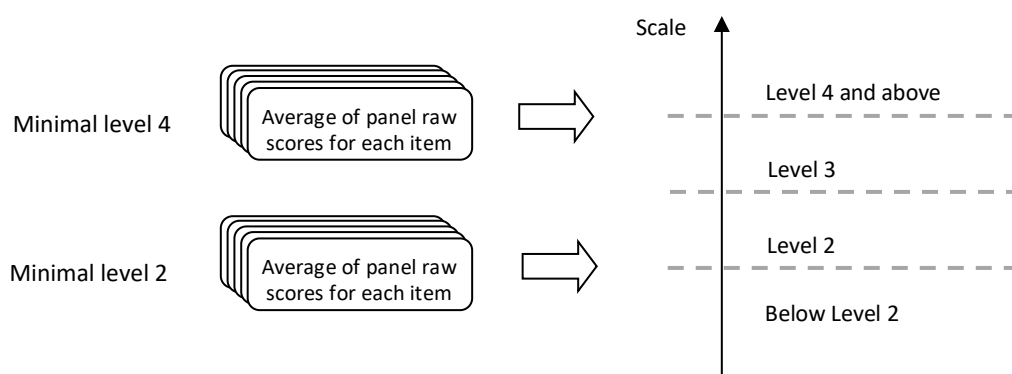 Scale
Level 4 and above
Minimal level 4
Average of panel raw
scores for each item
Level 3
Minimal level 2
Average of panel raw
scores for each item
Level 2
Below Level 2